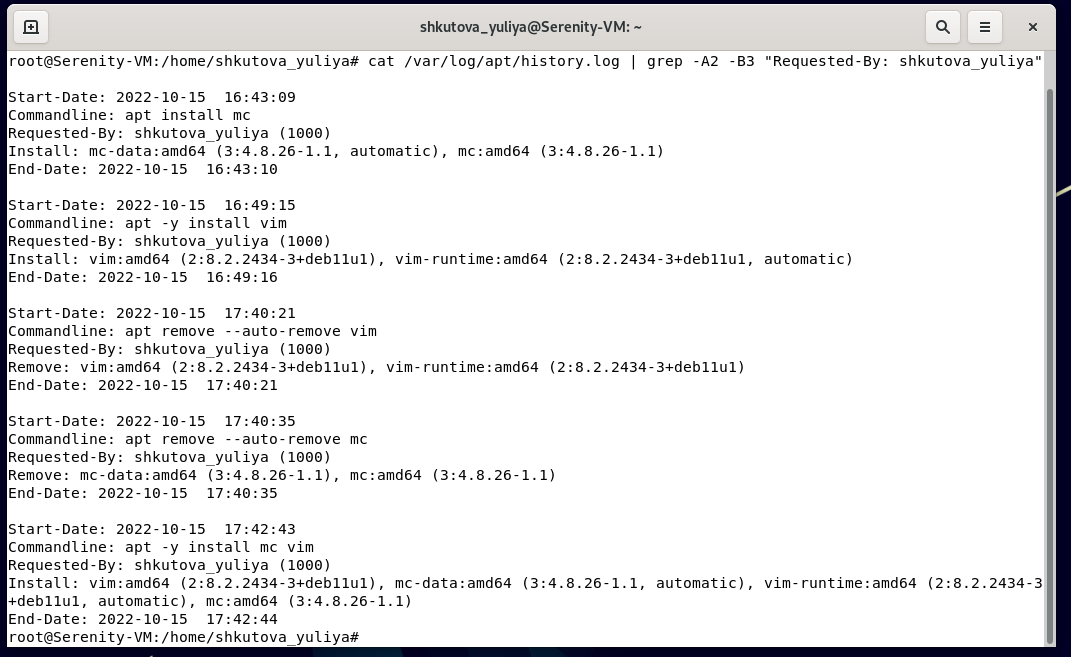 shkutova_yuliya@Serenity-VM: ~
root@Serenity-VM:/home/shkutova_yuliya# cat /var/log/apt/history.log | grep -A2 -B3 "Requested-By: shkutova_yuliya"

Start-Date: 2022-10-15  16:43:09
Commandline: apt install mc
Requested-By: shkutova_yuliya (1000)
Install: mc-data:amd64 (3:4.8.26-1.1, automatic), mc:amd64 (3:4.8.26-1.1)
End-Date: 2022-10-15  16:43:10

Start-Date: 2022-10-15  16:49:15
Commandline: apt -y install vim
Requested-By: shkutova_yuliya (1000)
Install: vim:amd64 (2:8.2.2434-3+deb11u1), vim-runtime:amd64 (2:8.2.2434-3+deb11u1, automatic)
End-Date: 2022-10-15  16:49:16

Start-Date: 2022-10-15  17:40:21
Commandline: apt remove --auto-remove vim
Requested-By: shkutova_yuliya (1000)
Remove: vim:amd64 (2:8.2.2434-3+deb11u1), vim-runtime:amd64 (2:8.2.2434-3+deb11u1)
End-Date: 2022-10-15  17:40:21

Start-Date: 2022-10-15  17:40:35
Commandline: apt remove --auto-remove mc
Requested-By: shkutova_yuliya (1000)
Remove: mc-data:amd64 (3:4.8.26-1.1), mc:amd64 (3:4.8.26-1.1)
End-Date: 2022-10-15  17:40:35

Start-Date: 2022-10-15  17:42:43
Commandline: apt -y install mc vim
Requested-By: shkutova_yuliya (1000)
Install: vim:amd64 (2:8.2.2434-3+deb11u1), mc-data:amd64 (3:4.8.26-1.1, automatic), vim-runtime:amd64 (2:8.2.2434-3
+deb11u1, automatic), mc:amd64 (3:4.8.26-1.1)
End-Date: 2022-10-15  17:42:44
root@Serenity-VM:/home/shkutova_yuliya#